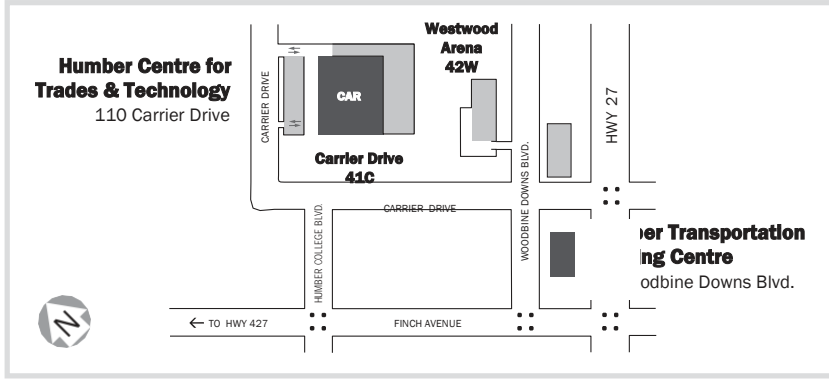 Humber Centre for
Trades & Technology
110 Carrier Drive
CARRIER DRIVE
CAR
Carrier Drive
41C
Westwood
Arena
42W
HWY 27
WOODBINE DOWNS BLVD.
CARRIER DRIVE
HUMBER COLLEGE BLVD.
Transportation
Centre
Downs Blvd.
N
← TO HWY 427
FINCH AVENUE